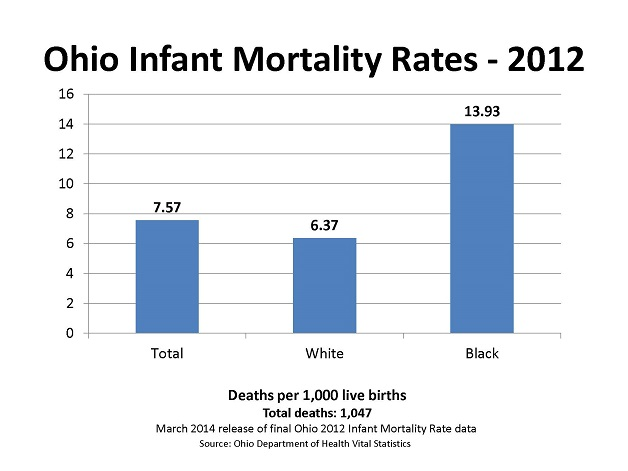 Ohio Infant Mortality Rates - 2012
16
14
12
10
8
6
4
2
0
7.57
6.37
13.93
Total
White
Black
Deaths per 1,000 live births
Total deaths: 1,047
March 2014 release of final Ohio 2012 Infant Mortality Rate data
Source: Ohio Department of Health Vital Statistics